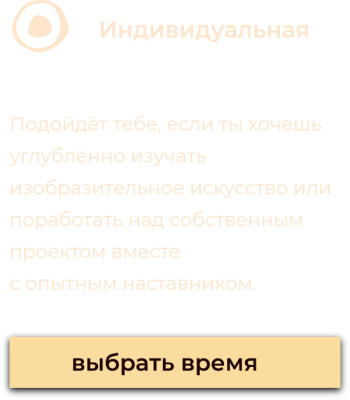 Индивидуальная
Подойдёт тебе, если ты хочешь
углублённо изучать
изобразительное искусство или
поработать над собственным
проектом вместе
с опытным наставником.
выбрать время